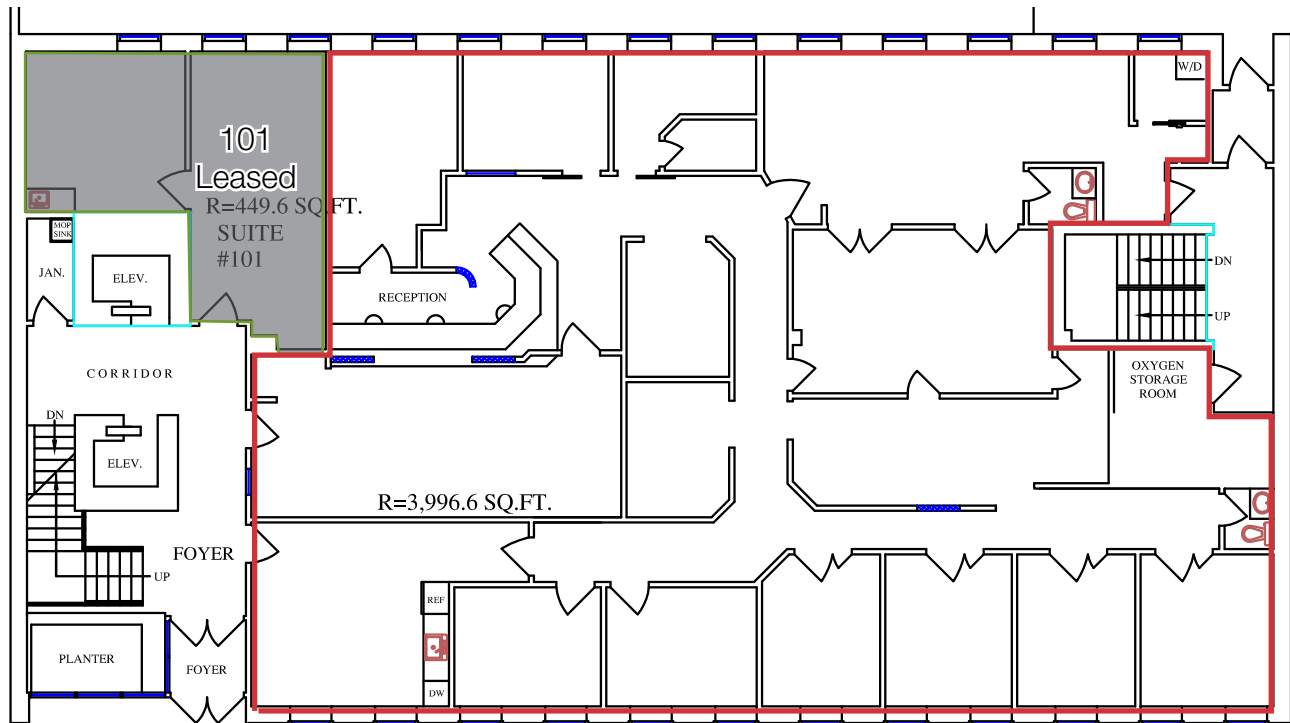 W/D
101
Leased
R=449.6 SQ.FT.
SUITE
#101
MOP
SINK
JAN.
ELEV.
RECEPTION
DN
UP
OXYGEN
STORAGE
ROOM
CORRIDOR
DN
ELEV.
R=3,996.6 SQ.FT.
FOYER
UP
REF
PLANTER
FOYER
DW